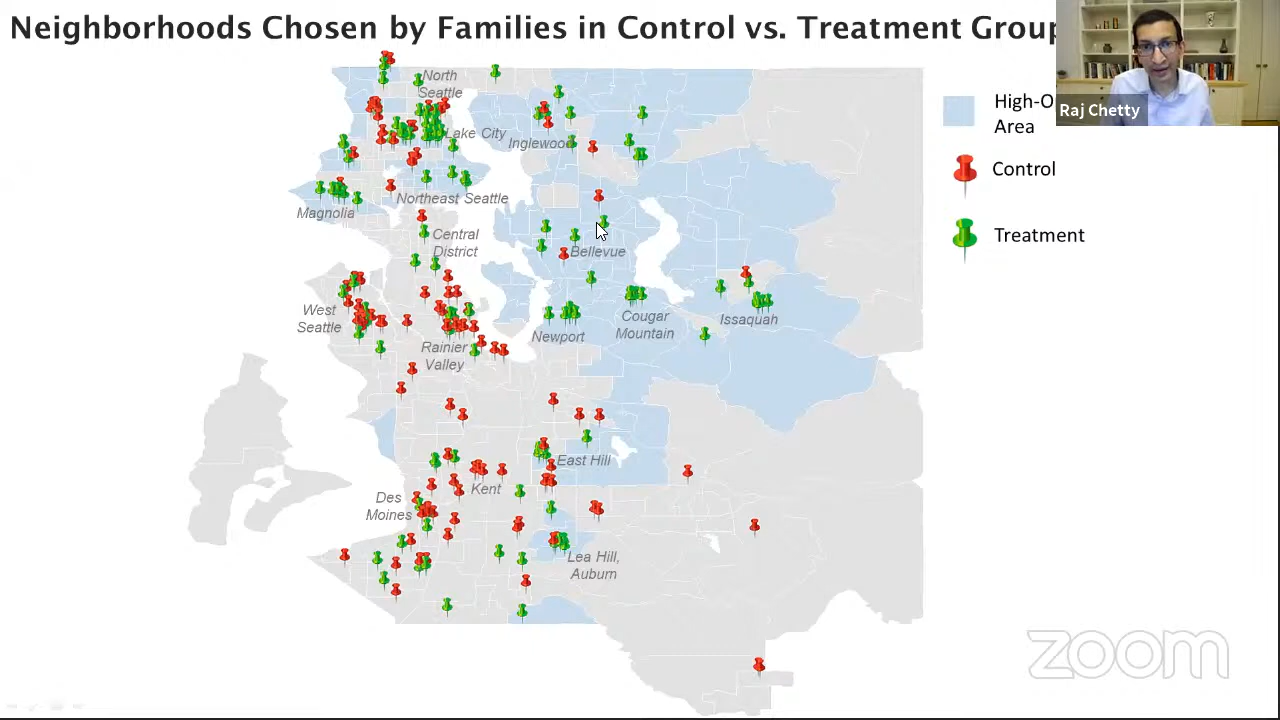 Neighborhoods Chosen by Families in Control vs. Treatment Group
Raj Chetty
High-O
Area
Control
Treatment
North
Seattle
Lake City
Inglewood
Northeast Seattle
Magnolia
Central
District
Bellevue
West
Seattle
Cougar
Mountain
Issaquah
Newport
Rainier
Valley
East Hill
Kent
Des
Moines
Lea Hill,
Auburn
zoom